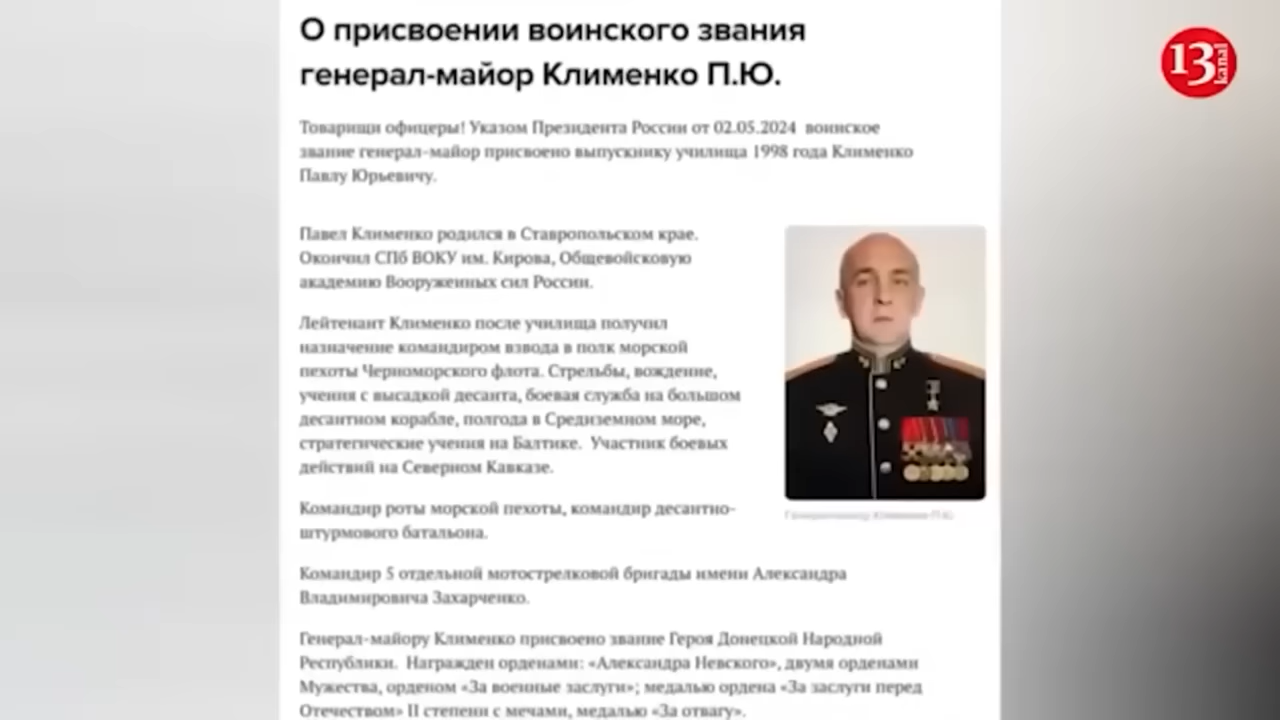 О присвоении воинского звания
генерал-майор Клименко П.Ю.
13
kanal
Товарищи офицеры! Указом Президента России от 02.05.2024 воинское
звание генерал-майор присвоено выпускнику училища 1998 года Клименко
Павлу Юрьевичу.
Павел Клименко родился в Ставропольском крае.
Окончил СПб ВОКУ им. Кирова, Общевойсковую
академию Вооруженных сил России.
Лейтенант Клименко после училища получил
назначение командиром взвода в полк морской
пехоты Черноморского флота. Стрельбы, вождение,
учения с высадкой десанта, боевая служба на большом
десантном корабле, полгода в Средиземном море,
стратегические учения на Балтике. Участник боевых
действий на Северном Кавказе.
Генерал-майор Клименко П.Ю.
Командир роты морской пехоты, командир десантно-
штурмового батальона.
Командир 5 отдельной мотострелковой бригады имени Александра
Владимировича Захарченко.
Генерал-майору Клименко присвоено звание Героя Донецкой Народной
Республики. Награжден орденами: «Александра Невского», двумя орденами
Мужества, орденом «За военные заслуги»; медалью ордена «За заслуги перед
Отечеством» II степени с мечами, медалью «За отвагу».